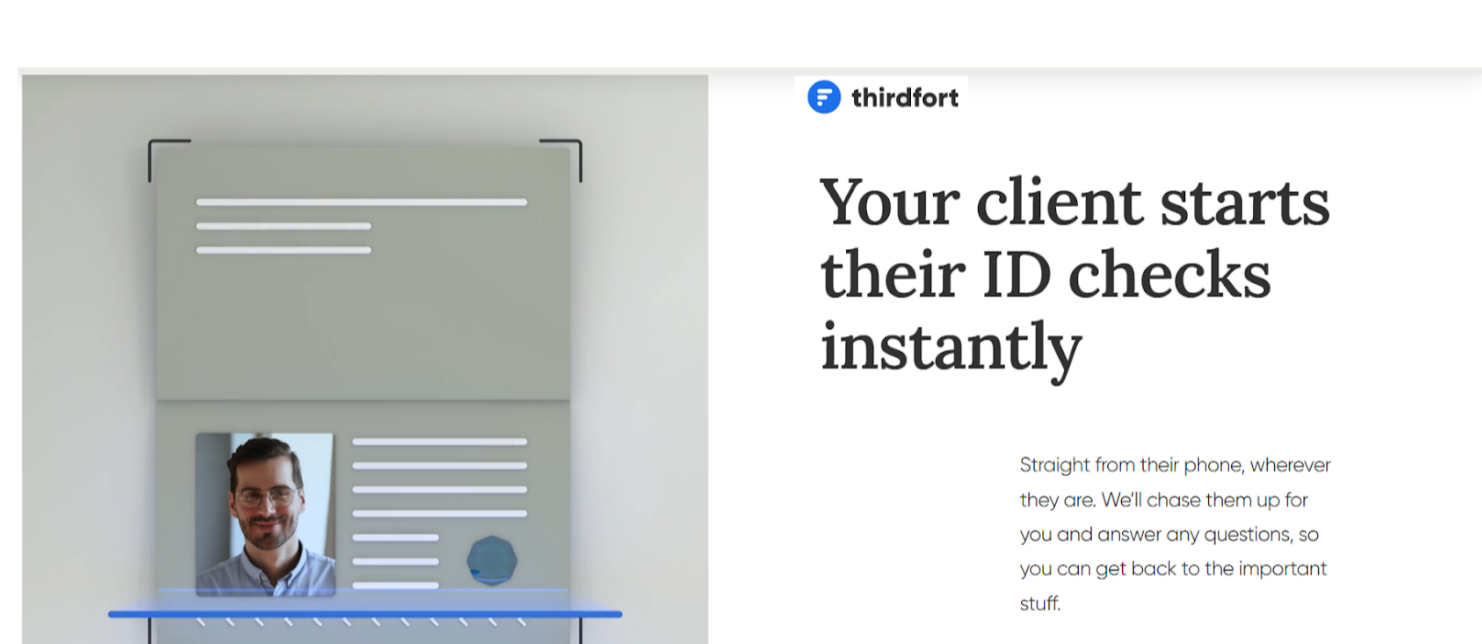 thirdfort
Your client starts
their ID checks
instantly
Straight from their phone, wherever
they are. We'll chase them up for
you and answer any questions, so
you can get back to the important
stuff.